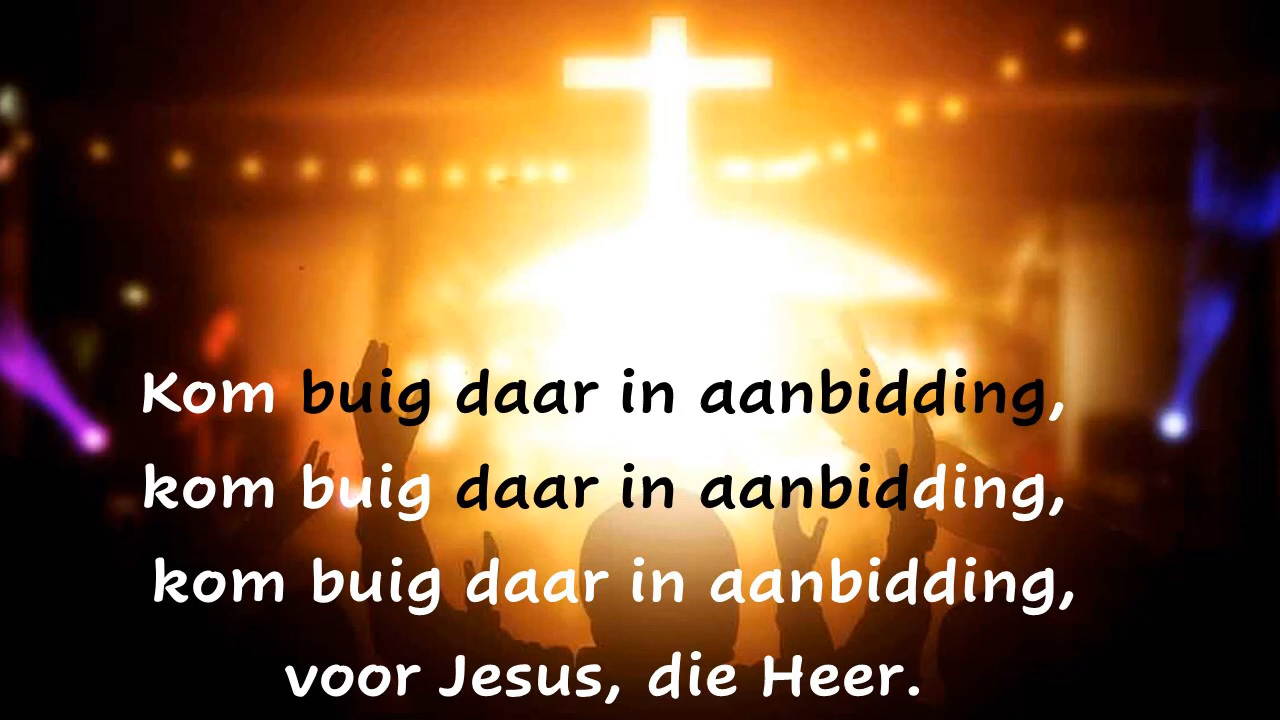 Kom buig daar in aanbidding,
kom buig daar in aanbidding,
kom buig daar in aanbidding,
voor Jesus, die Heer.